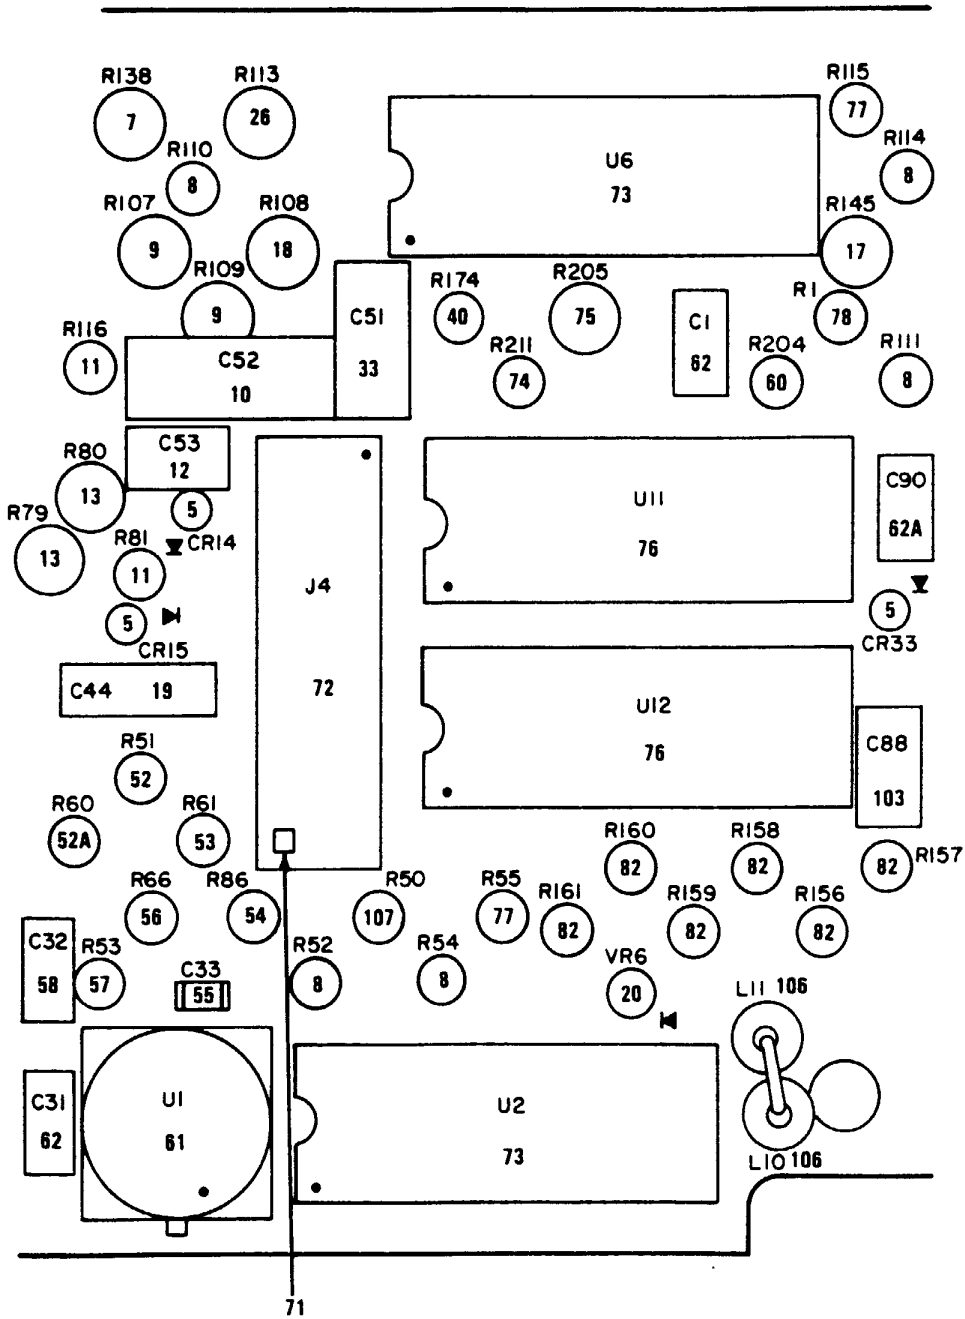 R138
7
R113
26
R115
77
R110
8
U6
73
R114
8
R107
9
R108
18
R145
17
R109
9
C51
33
R174
40
R205
75
C1
62
R1
78
R116
11
C52
10
R211
74
R204
60
R111
8
R80
13
C53
12
5
CR14
R79
13
R81
11
5
CR15
J4
72
U11
76
C90
62A
5
CR33
C44 19
U12
76
C88
103
R51
52
R60
52A
R61
53
R160
82
R158
82
82
R157
R66
56
R86
54
R50
107
R55
77
R161
82
R159
82
R156
82
C32
58
R53
57
C33
55
R52
8
R54
8
VR6
20
L11 106
C31
62
U1
61
U2
73
L10 106
71